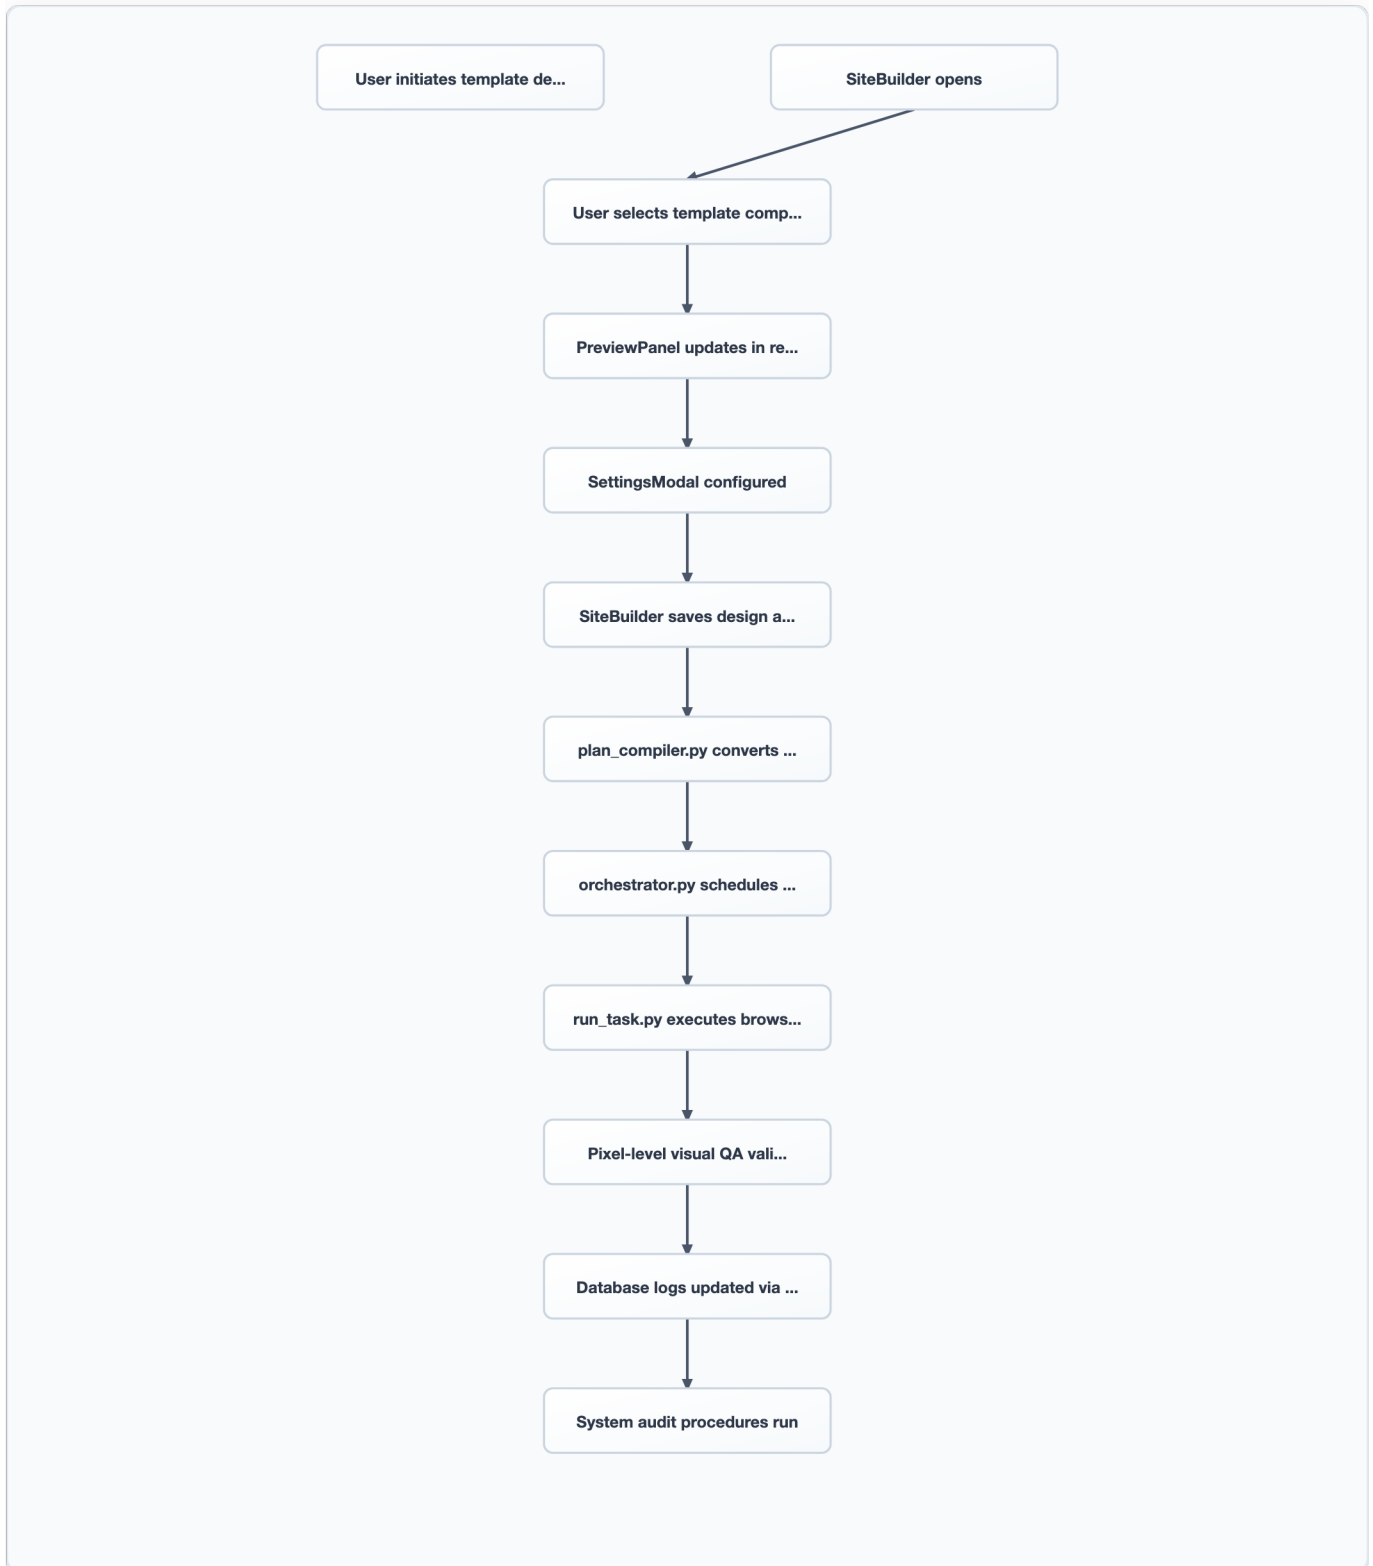 User initiates template de...
SiteBuilder opens
User selects template comp...
PreviewPanel updates in re...
SettingsModal configured
SiteBuilder saves design a...
plan_compiler.py converts ...
orchestrator.py schedules ...
run_task.py executes brows...
Pixel-level visual QA vali...
Database logs updated via ...
System audit procedures run